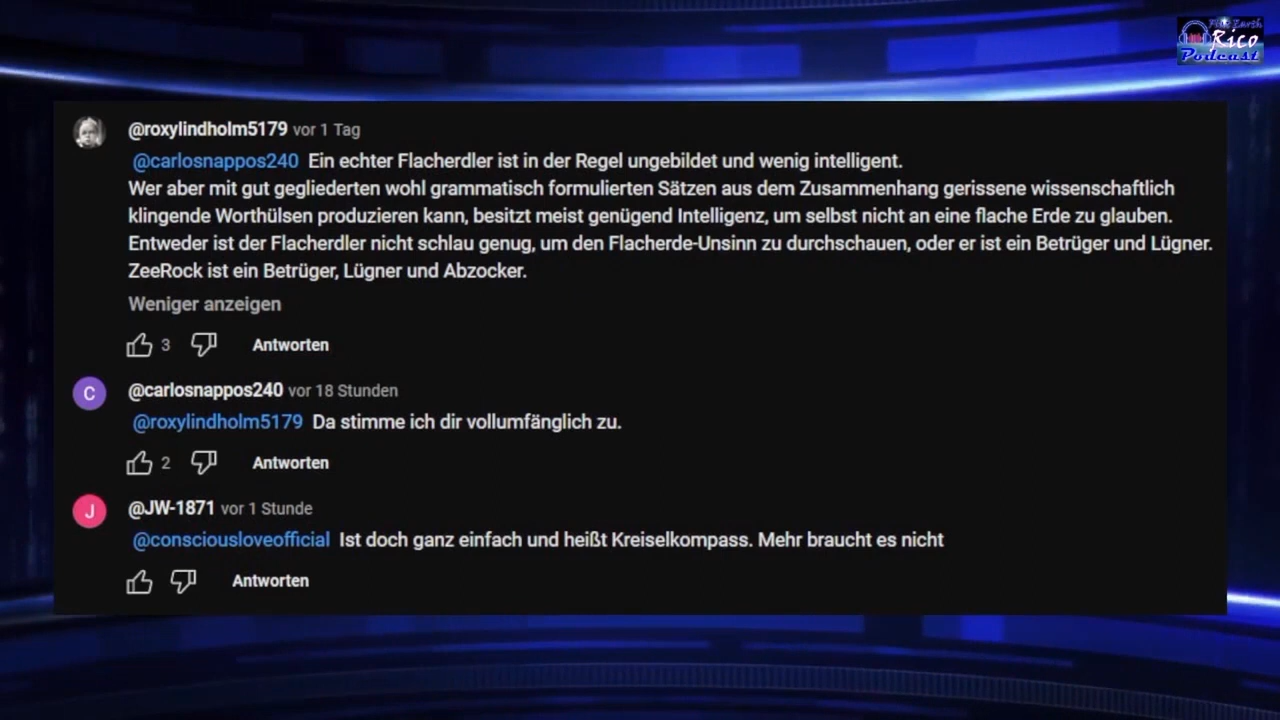 Flat Earth
Rico
Podcast
@roxylindholm5179 vor 1 Tag
@carlosnappos240 Ein echter Flacherdler ist in der Regel ungebildet und wenig intelligent.
Wer aber mit gut gegliederten wohl grammatisch formulierten Sätzen aus dem Zusammenhang gerissene wissenschaftlich
klingende Worthülsen produzieren kann, besitzt meist genügend Intelligenz, um selbst nicht an eine flache Erde zu glauben.
Entweder ist der Flacherdler nicht schlau genug, um den Flacherde-Unsinn zu durchschauen, oder er ist ein Betrüger und Lügner.
ZeeRock ist ein Betrüger, Lügner und Abzocker.
Weniger anzeigen
3 Antworten
C
@carlosnappos240 vor 18 Stunden
@roxylindholm5179 Da stimme ich dir vollumfänglich zu.
2 Antworten
J
@JW-1871 vor 1 Stunde
@consciousloveofficial Ist doch ganz einfach und heißt Kreiselkompass. Mehr braucht es nicht
Antworten